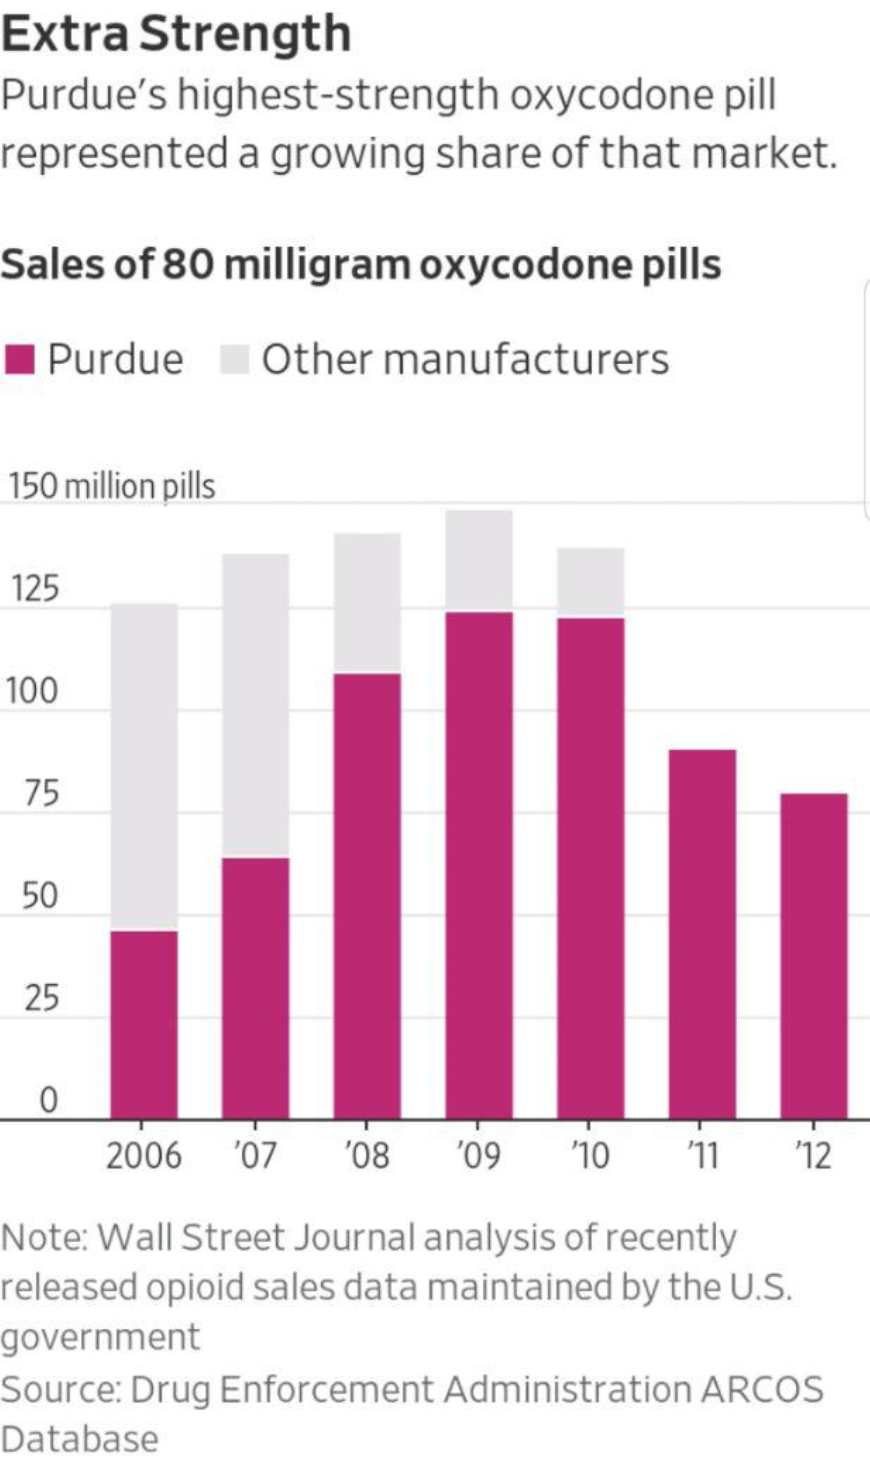 Extra Strength
Purdue’s highest-strength oxycodone pill
represented a growing share of that market.
Sales of 80 milligram oxycodone pills
Purdue Other manufacturers
150 million pills
125
100
75
50
25
0
2006 ’07 ’08 ’09 ’10 ’11 ’12
Note: Wall Street Journal analysis of recently
released opioid sales data maintained by the U.S.
government
Source: Drug Enforcement Administration ARCOS
Database